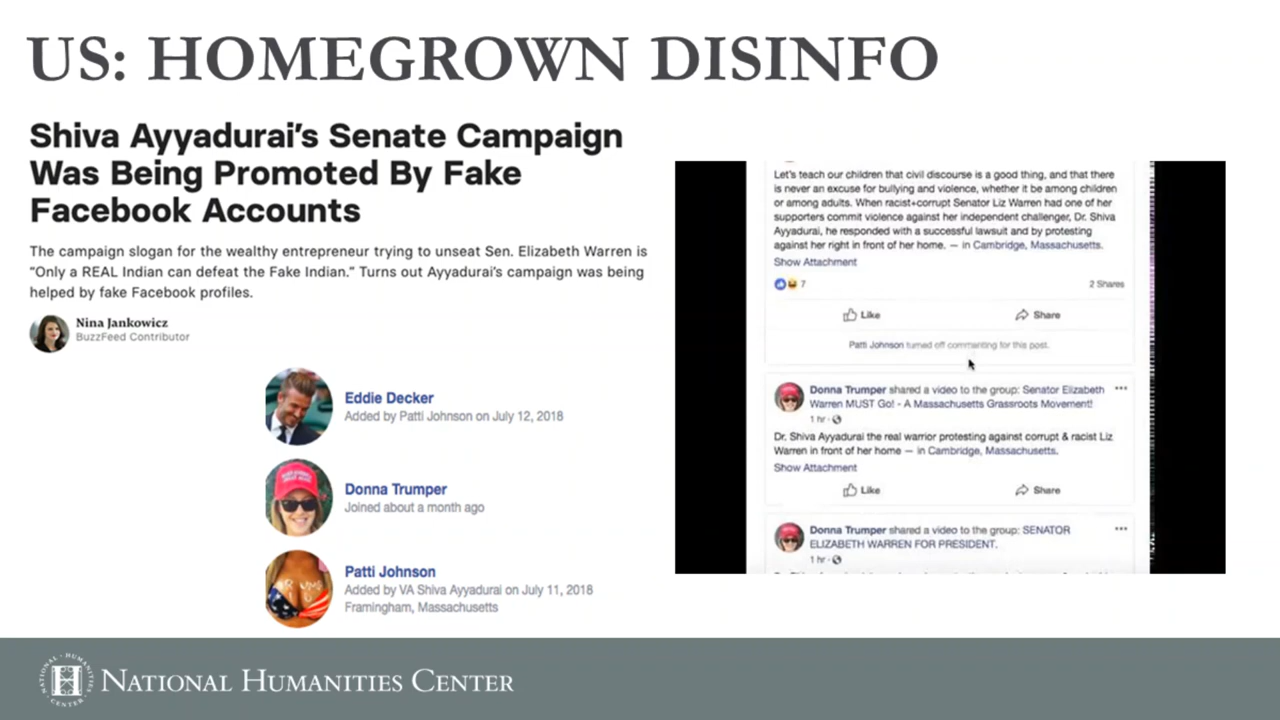 US: HOMEGROWN DISINFO
Shiva Ayyadurai's Senate Campaign
Was Being Promoted By Fake
Facebook Accounts
The campaign slogan for the wealthy entrepreneur trying to unseat Sen. Elizabeth Warren is
“Only a REAL Indian can defeat the Fake Indian.” Turns out Ayyadurai’s campaign was being
helped by fake Facebook profiles.
Nina Jankowicz
BuzzFeed Contributor
Eddie Decker
Added by Patti Johnson on July 12, 2018
Donna Trumper
Joined about a month ago
Patti Johnson
Added by VA Shiva Ayyadurai on July 11, 2018
Framingham, Massachusetts
Let's teach our children that civil discourse is a good thing, and that there
is never an excuse for bullying and violence, whether it be among children
or among adults. When racist+corrupt Senator Liz Warren had one of her
supporters commit violence against her independent challenger, Dr. Shiva
Ayyadurai, he responded with a successful lawsuit and by protesting
against her right in front of her home. — in Cambridge, Massachusetts.
Show Attachment
7
2 Shares
Like
Share
Patti Johnson turned off commenting for this post.
Donna Trumper shared a video to the group: Senator Elizabeth
Warren MUST Go! - A Massachusetts Grassroots Movement!
1 hr ·
Dr. Shiva Ayyadurai the real warrior protesting against corrupt & racist Liz
Warren in front of her home — in Cambridge, Massachusetts.
Show Attachment
Like
Share
Donna Trumper shared a video to the group: SENATOR
ELIZABETH WARREN FOR PRESIDENT.
1 hr ·
NATIONAL HUMANITIES CENTER
NATIONAL HUMANITIES CENTER